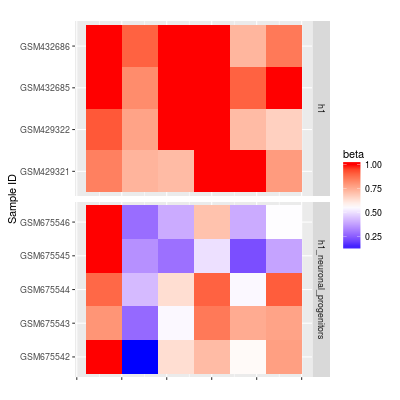 GSM432686
GSM432685
GSM429322
GSM429321
h1
GSM675546
GSM675545
GSM675544
GSM675543
GSM675542
h1_neuronal_progenitors
Sample ID
beta
1.00
0.75
0.50
0.25